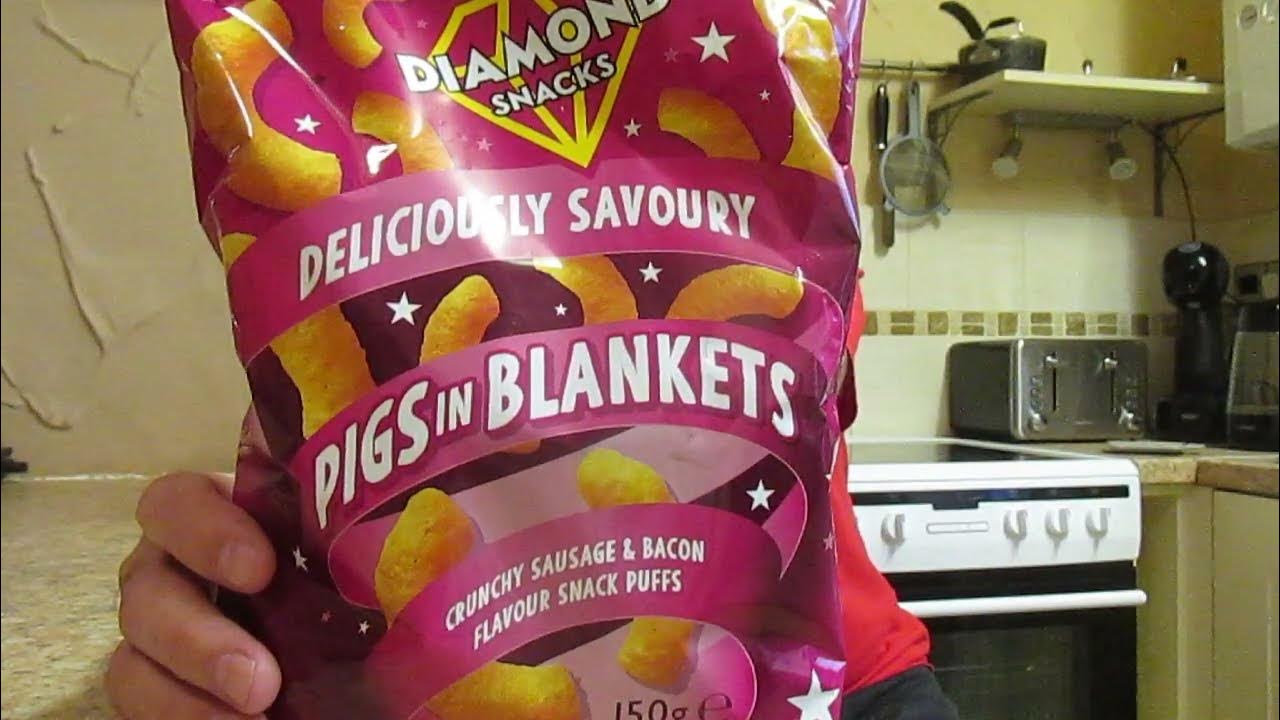 DIAMOND
SNACKS
DELICIOUSLY SAVOURY
PIGS IN BLANKETS
CRUNCHY SAUSAGE & BACON
FLAVOUR SNACK PUFFS
150g ℮